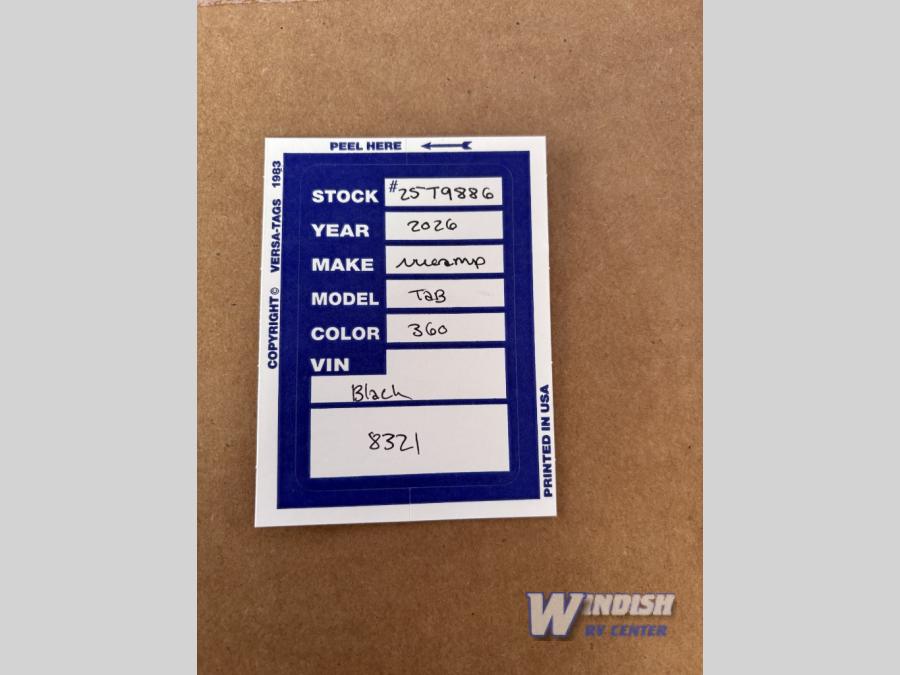 PEEL HERE
COPYRIGHT© VERSA-TAGS 1983
STOCK #25T9886
YEAR 2026
MAKE nucamp
MODEL TaB
COLOR 360
VIN
Black
8321
PRINTED IN USA
WINDISH
RV CENTER